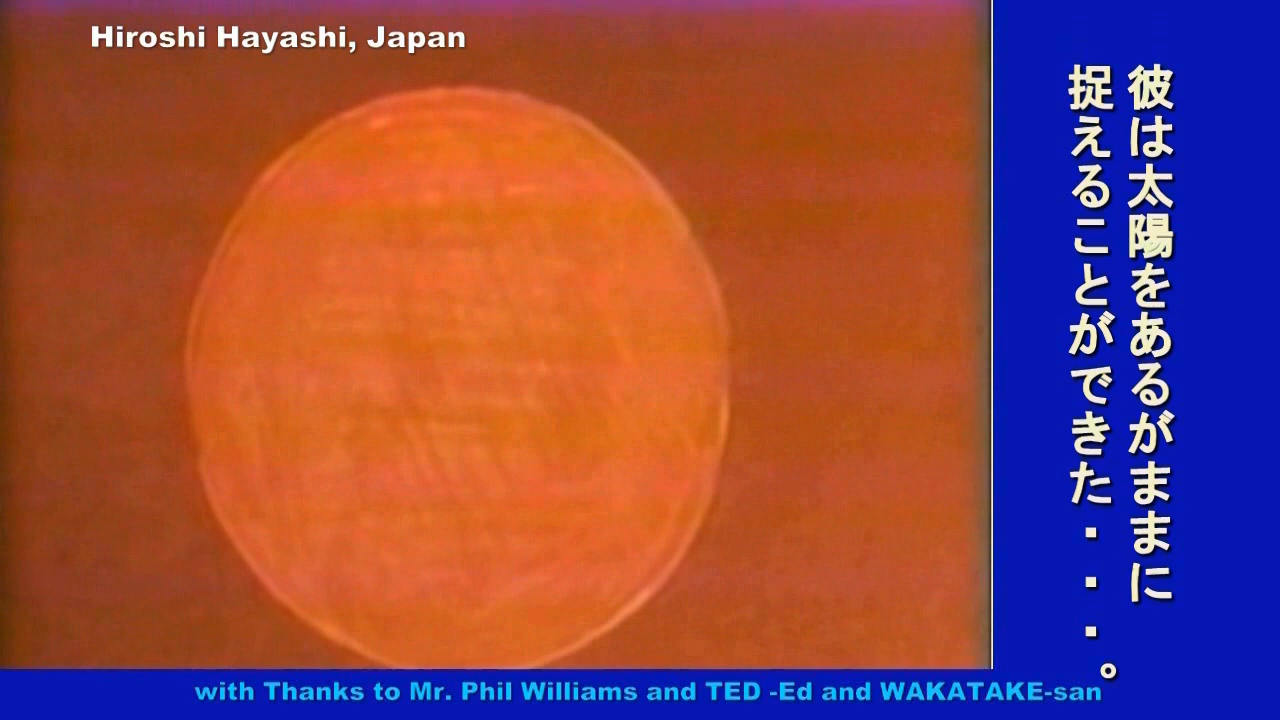 Hiroshi Hayashi, Japan
彼は太陽をあるがままに
捉えることができた・・・。
with Thanks to Mr. Phil Williams and TED -Ed and WAKATAKE-san